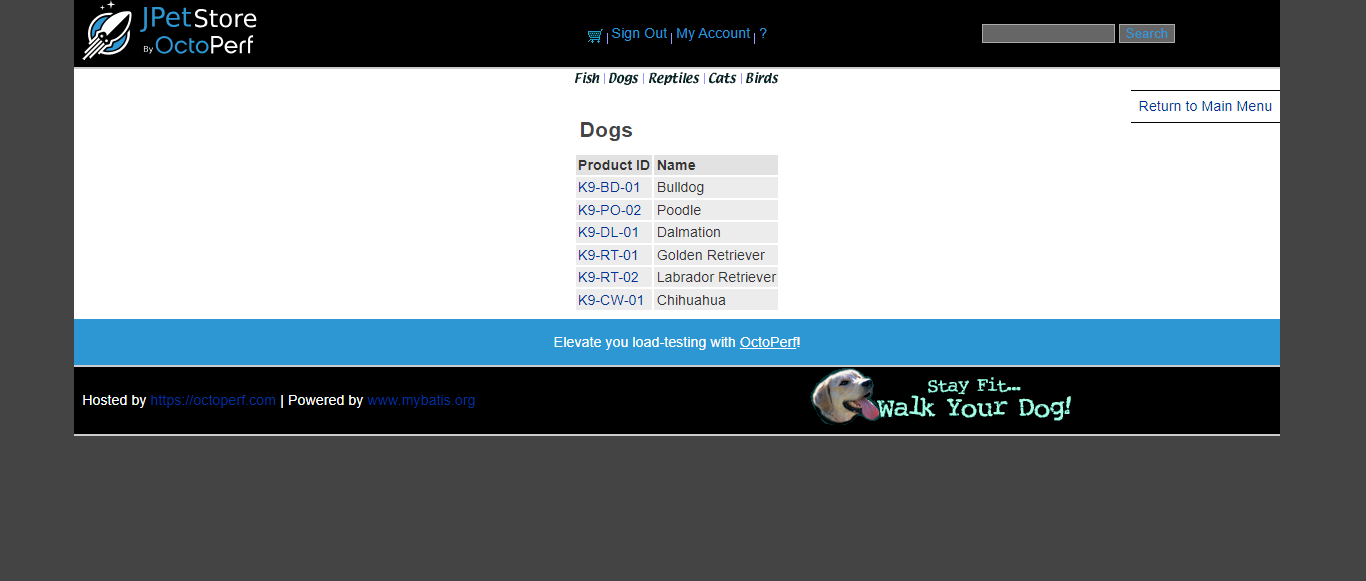 JPetStore
By OctoPerf
Sign Out | My Account | ?
Search
Fish | Dogs | Reptiles | Cats | Birds
Return to Main Menu
Dogs
Product ID Name
K9-BD-01 Bulldog
K9-PO-02 Poodle
K9-DL-01 Dalmation
K9-RT-01 Golden Retriever
K9-RT-02 Labrador Retriever
K9-CW-01 Chihuahua
Elevate you load-testing with OctoPerf!
Hosted by https://octoperf.com | Powered by www.mybatis.org
Stay Fit...
Walk Your Dog!